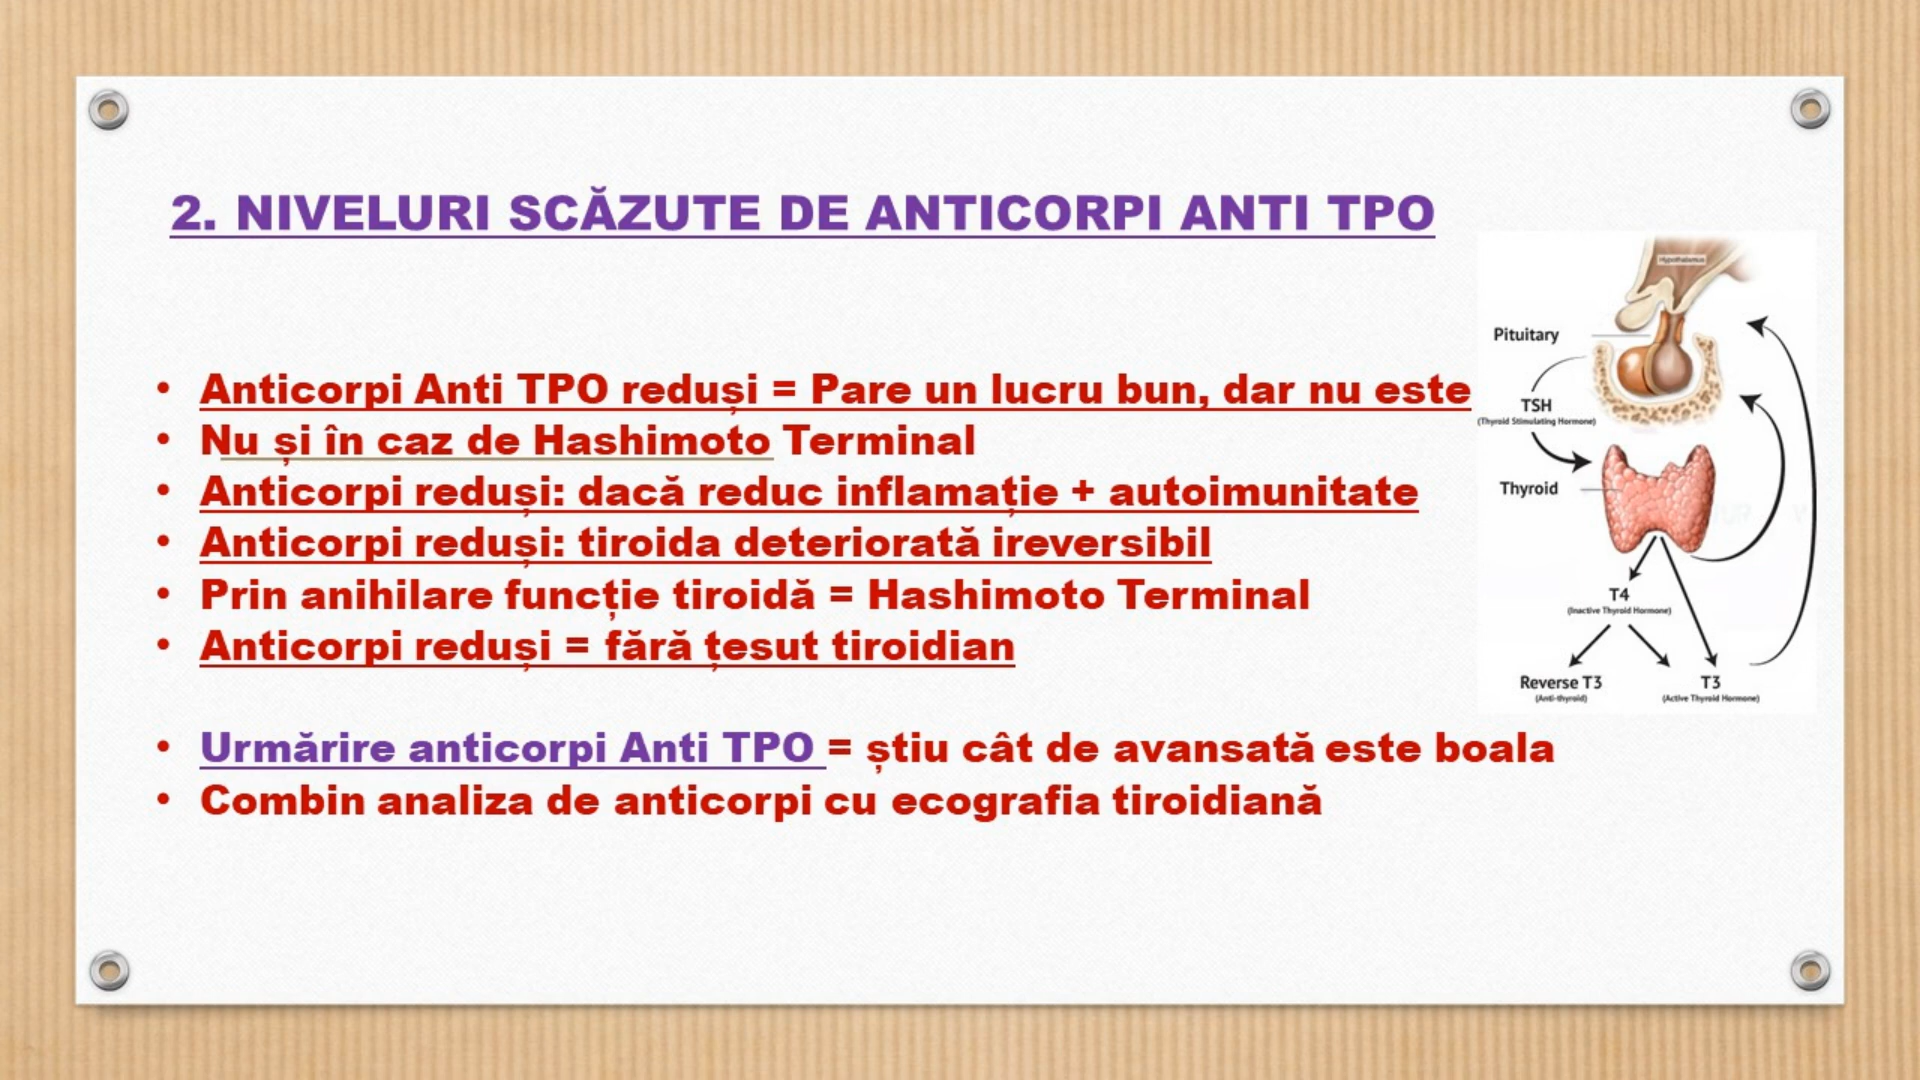 2. NIVELURI SCĂZUTE DE ANTICORPI ANTI TPO
• Anticorpi Anti TPO reduși = Pare un lucru bun, dar nu este
• Nu și în caz de Hashimoto Terminal
• Anticorpi reduși: dacă reduc inflamație + autoimunitate
• Anticorpi reduși: tiroida deteriorată ireversibil
• Prin anihilare funcție tiroidă = Hashimoto Terminal
• Anticorpi reduși = fără țesut tiroidian
• Urmărire anticorpi Anti TPO = știu cât de avansată este boala
• Combin analiza de anticorpi cu ecografia tiroidiană
Hypothalamus
Pituitary
TSH
(Thyroid Stimulating Hormone)
Thyroid
T4
(Inactive Thyroid Hormone)
Reverse T3
(Anti-thyroid)
T3
(Active Thyroid Hormone)